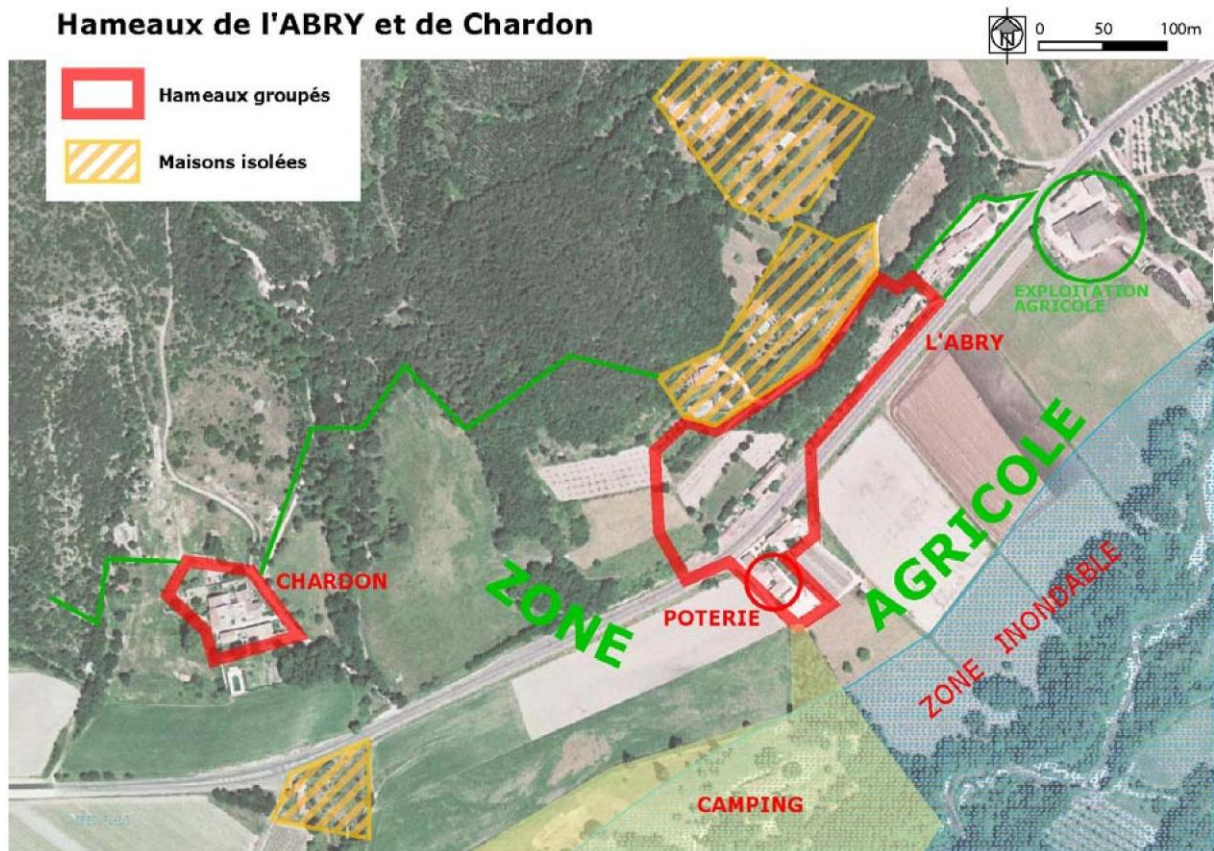 Hameaux de l'ABRY et de Chardon
N
0 50 100m
Hameaux groupés
Maisons isolées
EXPLOITATION
AGRICOLE
L'ABRY
CHARDON
ZONE AGRICOLE
POTERIE
ZONE INONDABLE
CAMPING